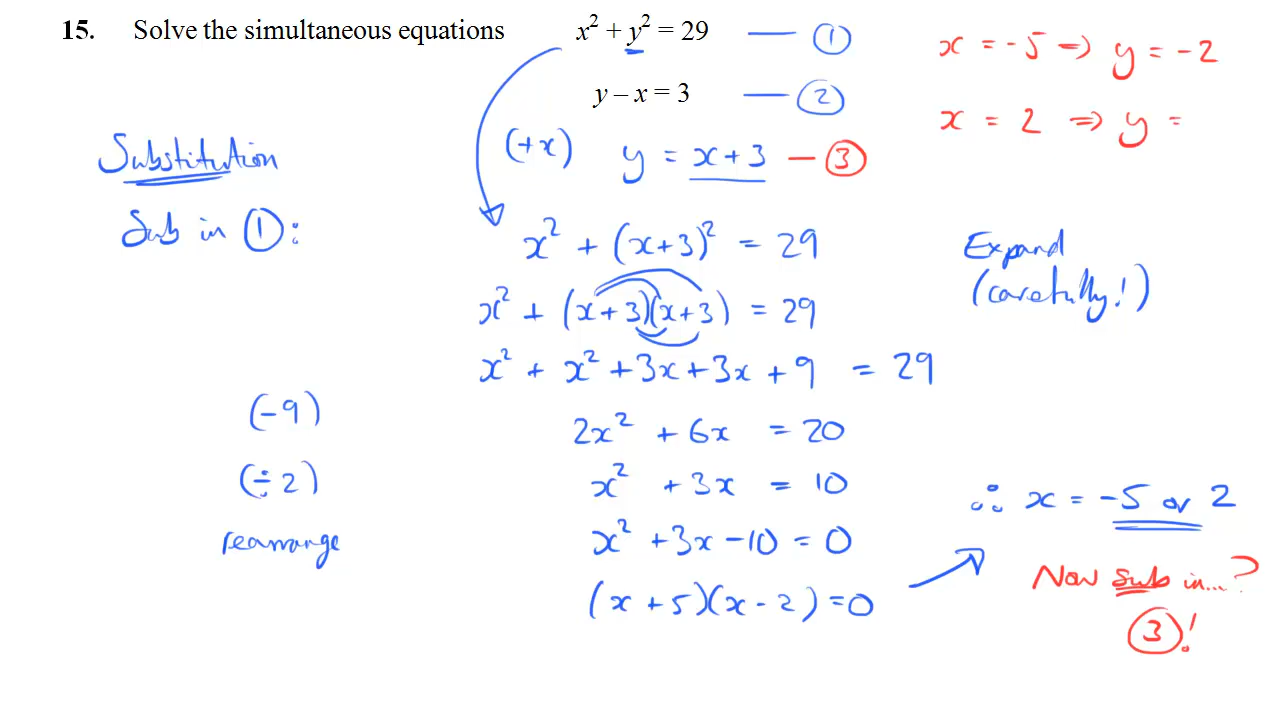 15. Solve the simultaneous equations x² + y² = 29 — ①
y – x = 3 — ②
x = -5 ⇒ y = -2
x = 2 ⇒ y =
Substitution
(+x) y = x+3 — ③
Sub in ①: x² + (x+3)² = 29
Expand
(carefully!)
x² + (x+3)(x+3) = 29
x² + x² + 3x + 3x + 9 = 29
(-9) 2x² + 6x = 20
(÷2) x² + 3x = 10
rearrange x² + 3x - 10 = 0
(x + 5)(x - 2) = 0
∴ x = -5 or 2
Now sub in...?
③!